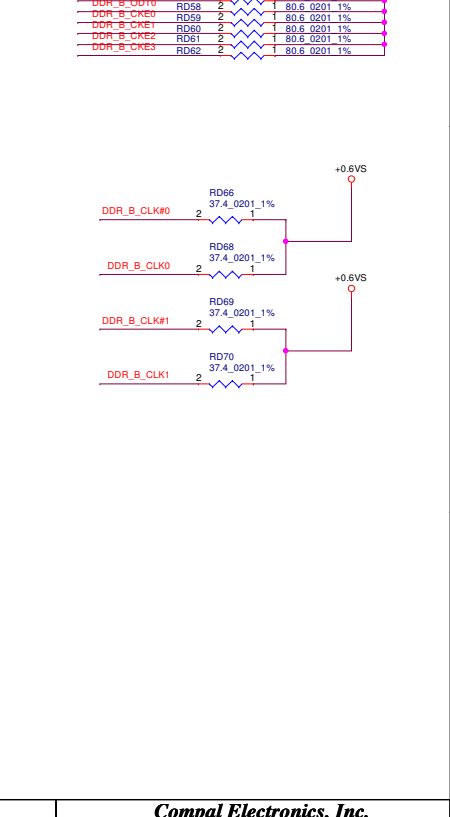 DDR_B_ODT0 RD58 2 1 80.6_0201_1%
DDR_B_CKE0 RD59 2 1 80.6_0201_1%
DDR_B_CKE1 RD60 2 1 80.6_0201_1%
DDR_B_CKE2 RD61 2 1 80.6_0201_1%
DDR_B_CKE3 RD62 2 1 80.6_0201_1%
+0.6VS
RD66
37.4_0201_1%
DDR_B_CLK#0 2 1
RD68
37.4_0201_1%
DDR_B_CLK0 2 1
+0.6VS
RD69
37.4_0201_1%
DDR_B_CLK#1 2 1
RD70
37.4_0201_1%
DDR_B_CLK1 2 1
Compal Electronics, Inc.